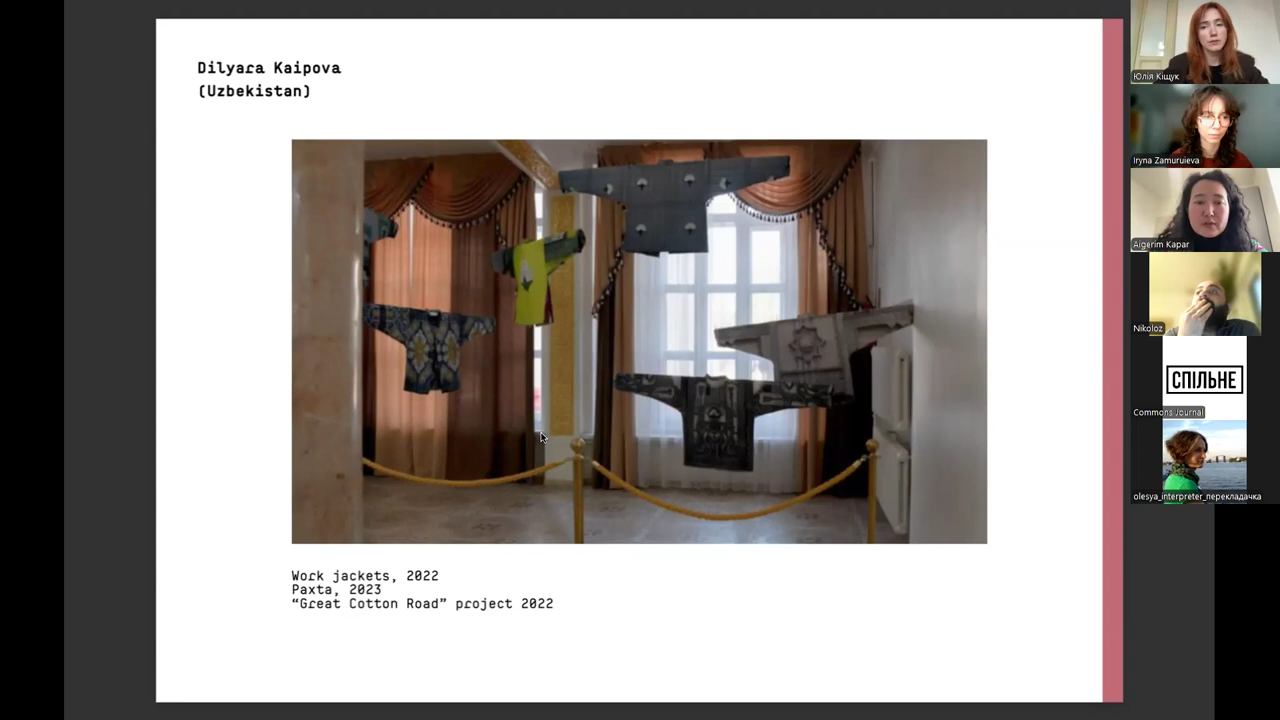 Dilyara Kaipova
(Uzbekistan)
Work jackets, 2022
Paxta, 2023
“Great Cotton Road” project 2022
Юлія Кіщук
Iryna Zamuruieva
Aigerim Kapar
Nikoloz
СПІЛЬНЕ
Commons Journal
olesya_interpreter_перекладачка